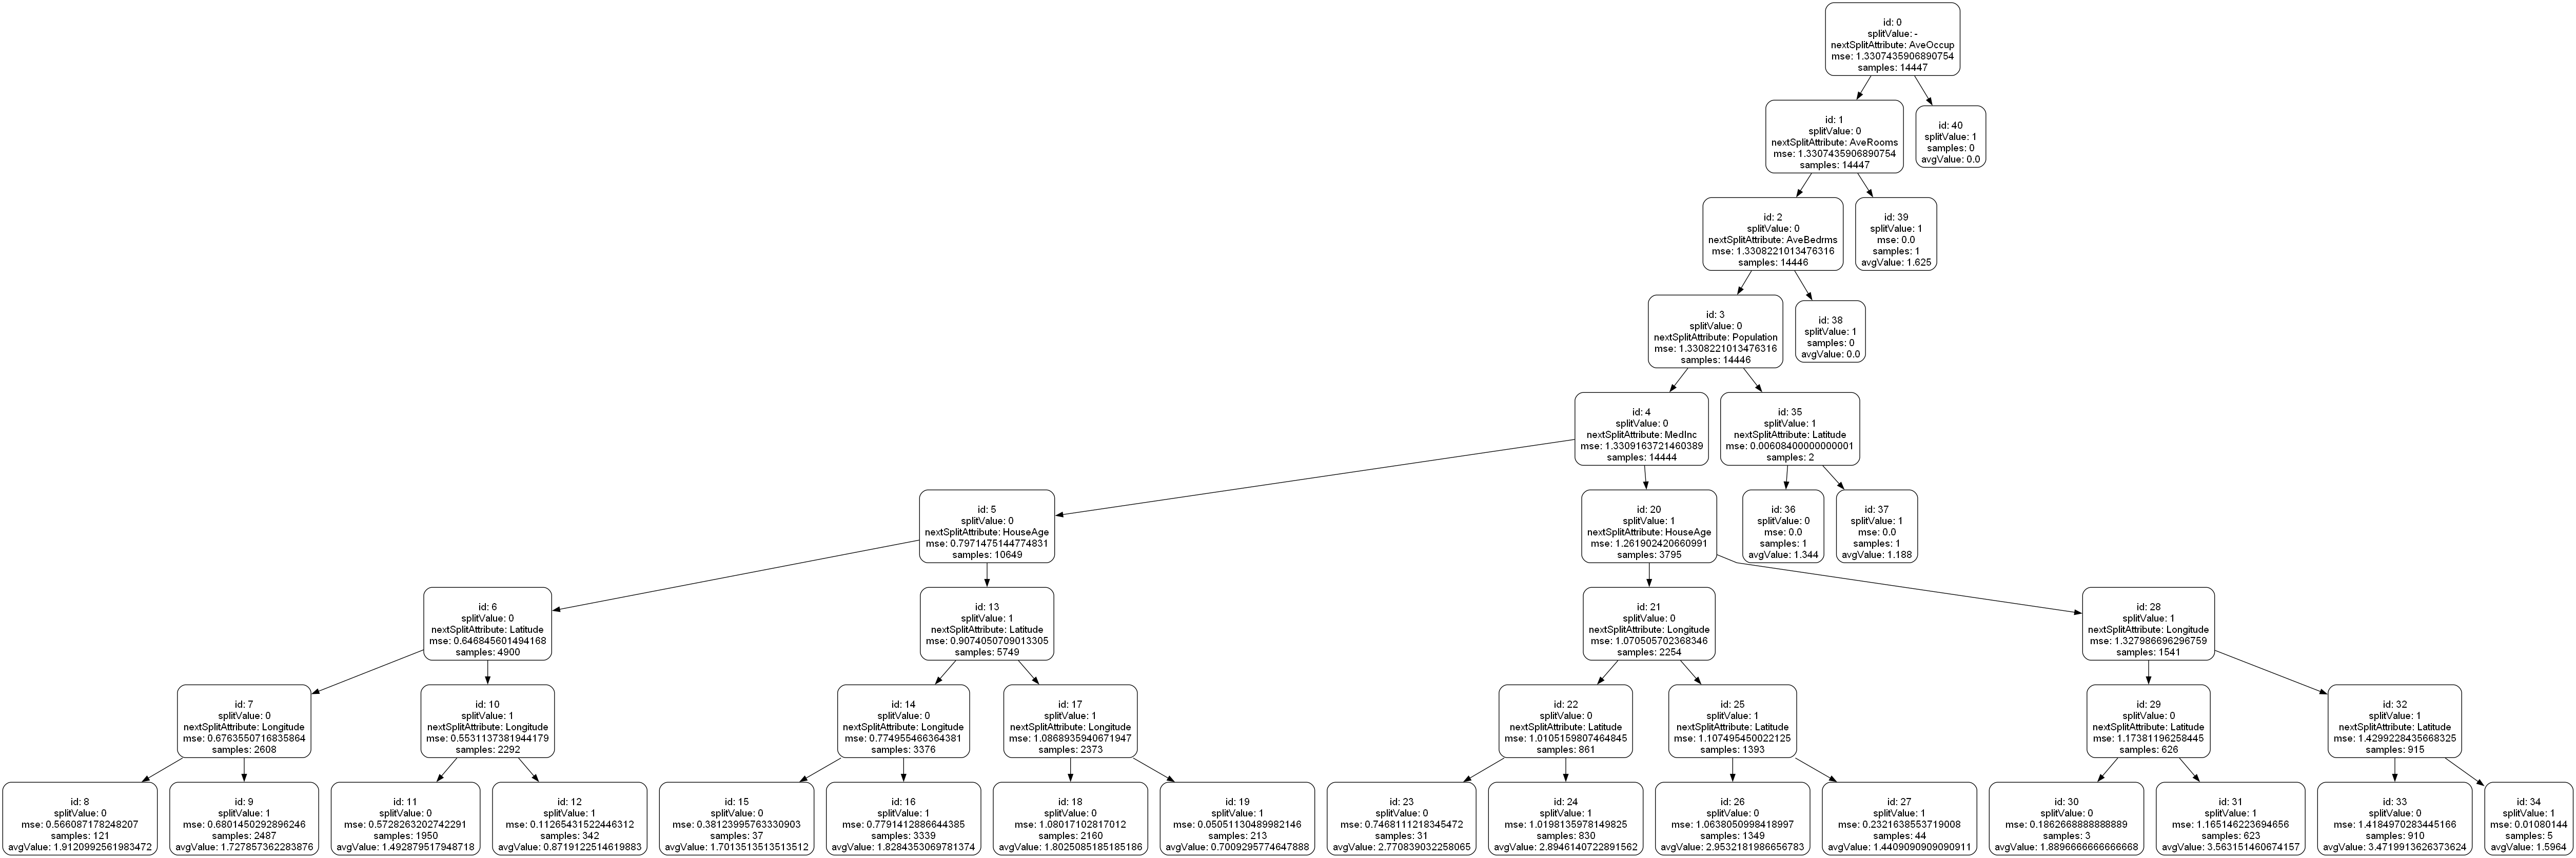 id: 0
splitValue: -
nextSplitAttribute: AveOccup
mse: 1.3307435906890754
samples: 14447
id: 1
splitValue: 0
nextSplitAttribute: AveRooms
mse: 1.3307435906890754
samples: 14447
id: 40
splitValue: 1
samples: 0
avgValue: 0.0
id: 2
splitValue: 0
nextSplitAttribute: AveBedrms
mse: 1.3308221013476316
samples: 14446
id: 39
splitValue: 1
mse: 0.0
samples: 1
avgValue: 1.625
id: 3
splitValue: 0
nextSplitAttribute: Population
mse: 1.3308221013476316
samples: 14446
id: 38
splitValue: 1
samples: 0
avgValue: 0.0
id: 4
splitValue: 0
nextSplitAttribute: MedInc
mse: 1.3309163721460389
samples: 14444
id: 35
splitValue: 1
nextSplitAttribute: Latitude
mse: 0.00608400000000001
samples: 2
id: 5
splitValue: 0
nextSplitAttribute: HouseAge
mse: 0.7971475144774831
samples: 10649
id: 20
splitValue: 1
nextSplitAttribute: HouseAge
mse: 1.261902420660991
samples: 3795
id: 36
splitValue: 0
mse: 0.0
samples: 1
avgValue: 1.344
id: 37
splitValue: 1
mse: 0.0
samples: 1
avgValue: 1.188
id: 6
splitValue: 0
nextSplitAttribute: Latitude
mse: 0.646845601494168
samples: 4900
id: 13
splitValue: 1
nextSplitAttribute: Latitude
mse: 0.9074050709013305
samples: 5749
id: 21
splitValue: 0
nextSplitAttribute: Longitude
mse: 1.070505702368346
samples: 2254
id: 28
splitValue: 1
nextSplitAttribute: Longitude
mse: 1.327986696296759
samples: 1541
id: 7
splitValue: 0
nextSplitAttribute: Longitude
mse: 0.6763550716835864
samples: 2608
id: 10
splitValue: 1
nextSplitAttribute: Longitude
mse: 0.5531137381944179
samples: 2292
id: 14
splitValue: 0
nextSplitAttribute: Longitude
mse: 0.774955466364381
samples: 3376
id: 17
splitValue: 1
nextSplitAttribute: Longitude
mse: 1.0868935940671947
samples: 2373
id: 22
splitValue: 0
nextSplitAttribute: Latitude
mse: 1.0105159807464845
samples: 861
id: 25
splitValue: 1
nextSplitAttribute: Latitude
mse: 1.107495450022125
samples: 1393
id: 29
splitValue: 0
nextSplitAttribute: Latitude
mse: 1.17381196258445
samples: 626
id: 32
splitValue: 1
nextSplitAttribute: Latitude
mse: 1.4299228435668325
samples: 915
id: 8
splitValue: 0
mse: 0.566087178248207
samples: 121
avgValue: 1.9120992561983472
id: 9
splitValue: 1
mse: 0.6801450292896246
samples: 2487
avgValue: 1.727857362283876
id: 11
splitValue: 0
mse: 0.5728263202742291
samples: 1950
avgValue: 1.492879517948718
id: 12
splitValue: 1
mse: 0.11265431522446312
samples: 342
avgValue: 0.8719122514619883
id: 15
splitValue: 0
mse: 0.38123995763330903
samples: 37
avgValue: 1.7013513513513512
id: 16
splitValue: 1
mse: 0.7791412886644385
samples: 3339
avgValue: 1.8284353069781374
id: 18
splitValue: 0
mse: 1.08017102817012
samples: 2160
avgValue: 1.8025085185185186
id: 19
splitValue: 1
mse: 0.05051130489982146
samples: 213
avgValue: 0.7009295774647888
id: 23
splitValue: 0
mse: 0.7468111218345472
samples: 31
avgValue: 2.770839032258065
id: 24
splitValue: 1
mse: 1.0198135978149825
samples: 830
avgValue: 2.8946140722891562
id: 26
splitValue: 0
mse: 1.0638050998418997
samples: 1349
avgValue: 2.9532181986656783
id: 27
splitValue: 1
mse: 0.2321638553719008
samples: 44
avgValue: 1.4409090909090911
id: 30
splitValue: 0
mse: 0.186266888888889
samples: 3
avgValue: 1.8896666666666668
id: 31
splitValue: 1
mse: 1.165146223694656
samples: 623
avgValue: 3.563151460674157
id: 33
splitValue: 0
mse: 1.4184970283445166
samples: 910
avgValue: 3.4719913626373624
id: 34
splitValue: 1
mse: 0.01080144
samples: 5
avgValue: 1.5964